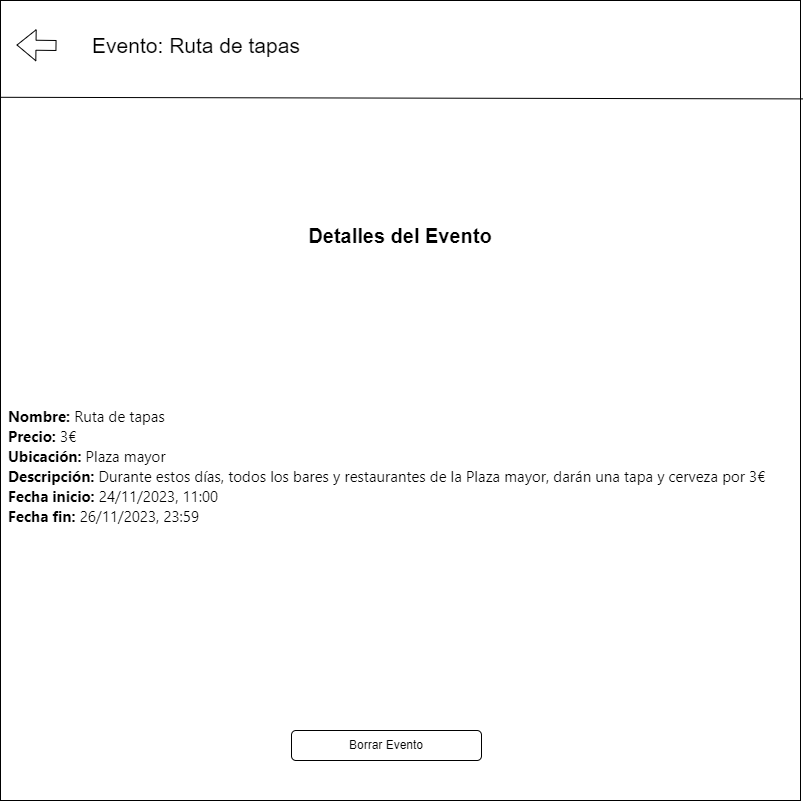 Evento: Ruta de tapas
Detalles del Evento
Nombre: Ruta de tapas
Precio: 3€
Ubicación: Plaza mayor
Descripción: Durante estos días, todos los bares y restaurantes de la Plaza mayor, darán una tapa y cerveza por 3€
Fecha inicio: 24/11/2023, 11:00
Fecha fin: 26/11/2023, 23:59
Borrar Evento